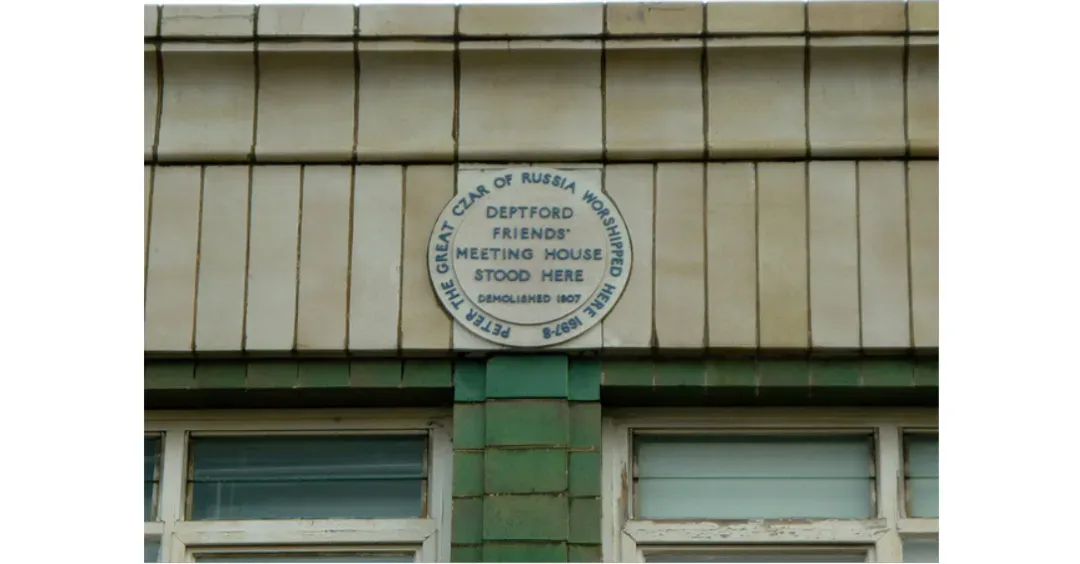 PETER THE GREAT CZAR OF RUSSIA WORSHIPPED HERE 1697-8
DEPTFORD
FRIENDS'
MEETING HOUSE
STOOD HERE
DEMOLISHED 1907